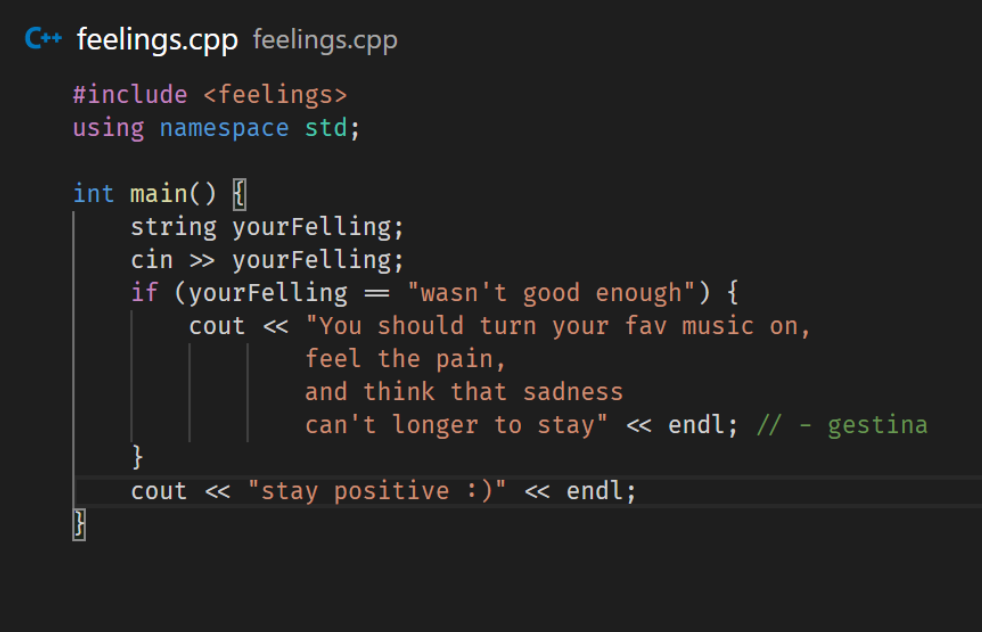 C++ feelings.cpp feelings.cpp
#include <feelings>
using namespace std;
int main() {
string yourFelling;
cin >> yourFelling;
if (yourFelling == "wasn't good enough") {
cout << "You should turn your fav music on,
feel the pain,
and think that sadness
can't longer to stay" << endl; // - gestina
}
cout << "stay positive :)" << endl;
}